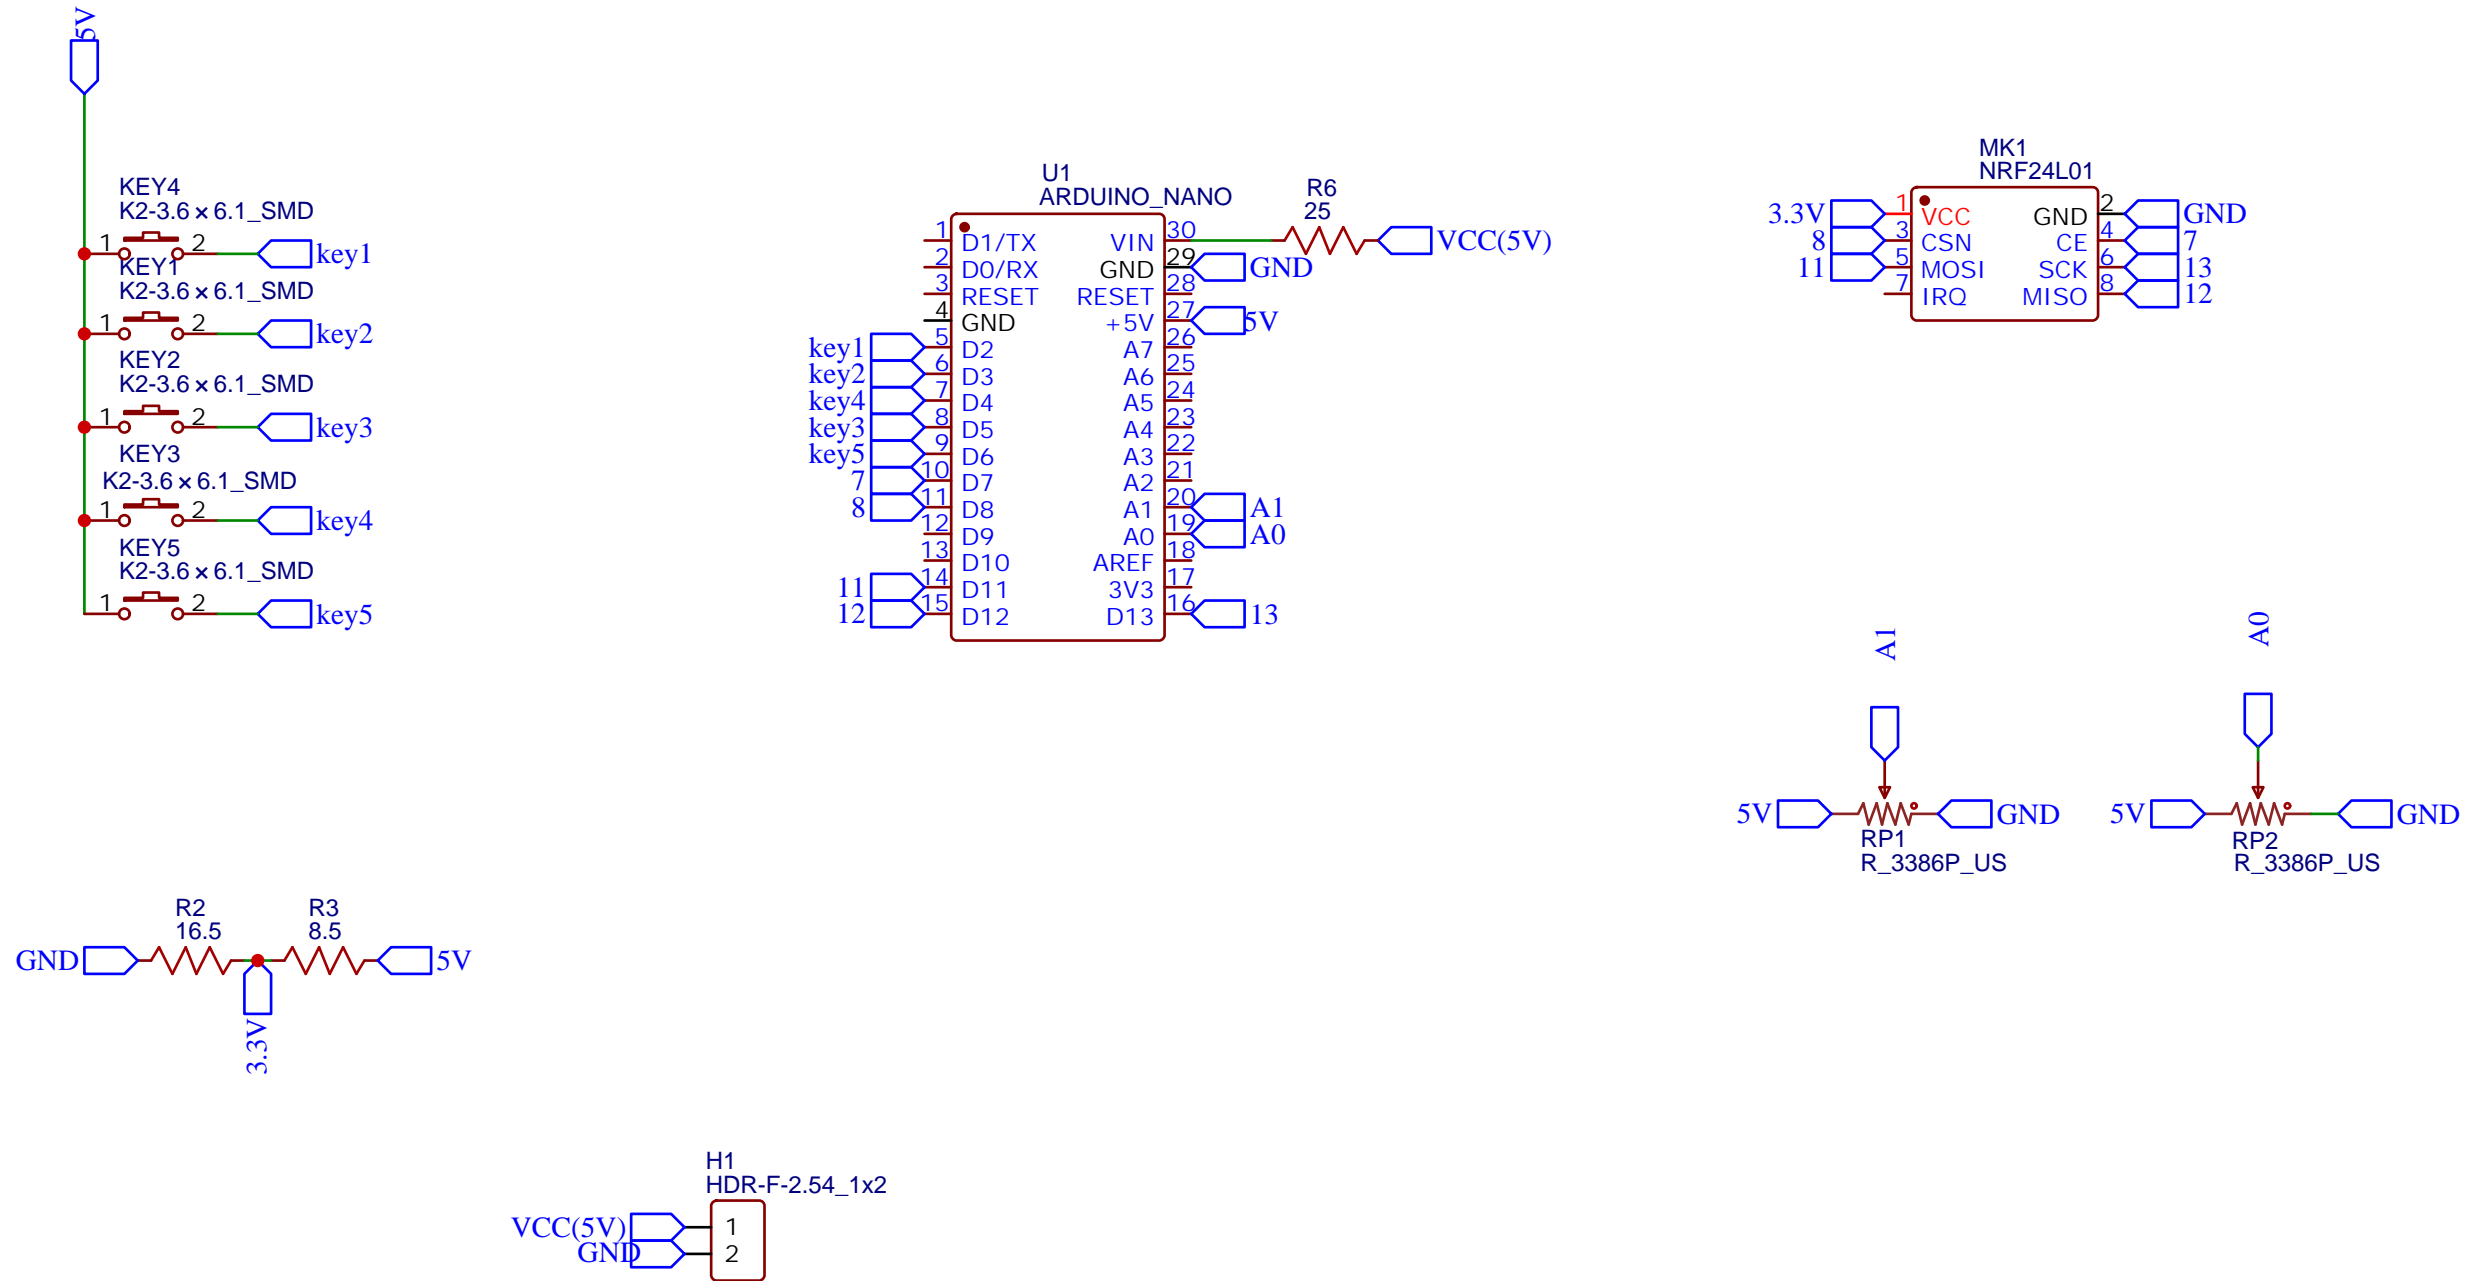 5V
KEY4
K2-3.6×6.1_SMD
1 2 key1
KEY1
K2-3.6×6.1_SMD
1 2 key2
KEY2
K2-3.6×6.1_SMD
1 2 key3
KEY3
K2-3.6×6.1_SMD
1 2 key4
KEY5
K2-3.6×6.1_SMD
1 2 key5
U1
ARDUINO_NANO
R6
25
1 D1/TX VIN 30 VCC(5V)
2 D0/RX GND 29 GND
3 RESET RESET 28
4 GND +5V 27 5V
key1 5 D2 A7 26
key2 6 D3 A6 25
key4 7 D4 A5 24
key3 8 D5 A4 23
key5 9 D6 A3 22
7 10 D7 A2 21
8 11 D8 A1 20 A1
12 D9 A0 19 A0
13 D10 AREF 18
11 14 D11 3V3 17
12 15 D12 D13 16 13
MK1
NRF24L01
3.3V 1 VCC GND 2 GND
8 3 CSN CE 4 7
11 5 MOSI SCK 6 13
7 IRQ MISO 8 12
A1
5V GND
RP1
R_3386P_US
A0
5V GND
RP2
R_3386P_US
R2
16.5
R3
8.5
GND 5V
3.3V
H1
HDR-F-2.54_1x2
VCC(5V) 1
GND 2